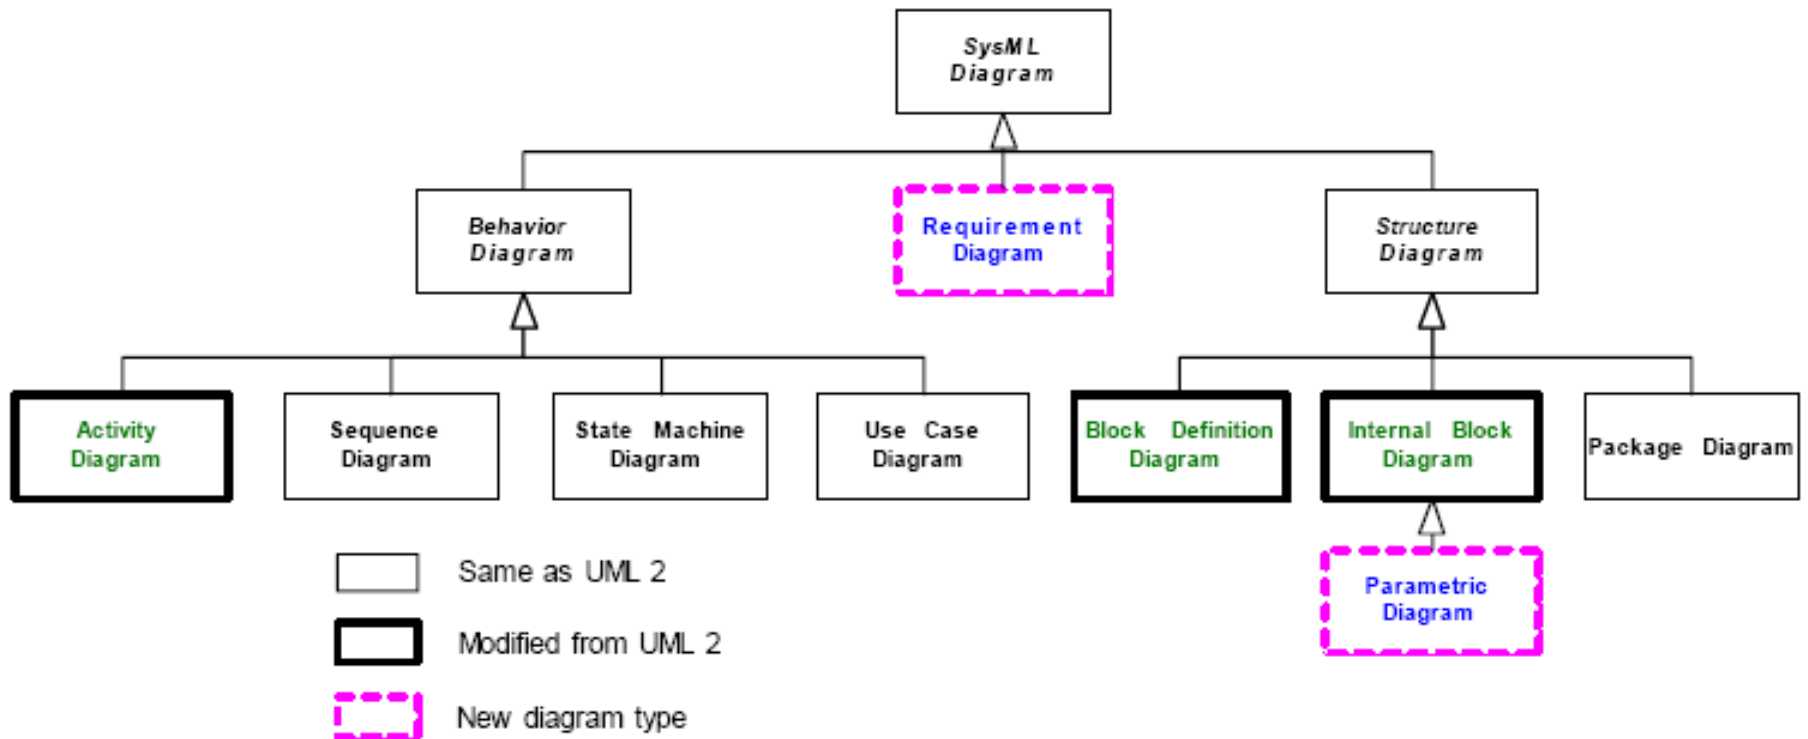 SysML
Diagram
Behavior
Diagram
Requirement
Diagram
Structure
Diagram
Activity
Diagram
Sequence
Diagram
State Machine
Diagram
Use Case
Diagram
Block Definition
Diagram
Internal Block
Diagram
Package Diagram
Parametric
Diagram
Same as UML 2
Modified from UML 2
New diagram type